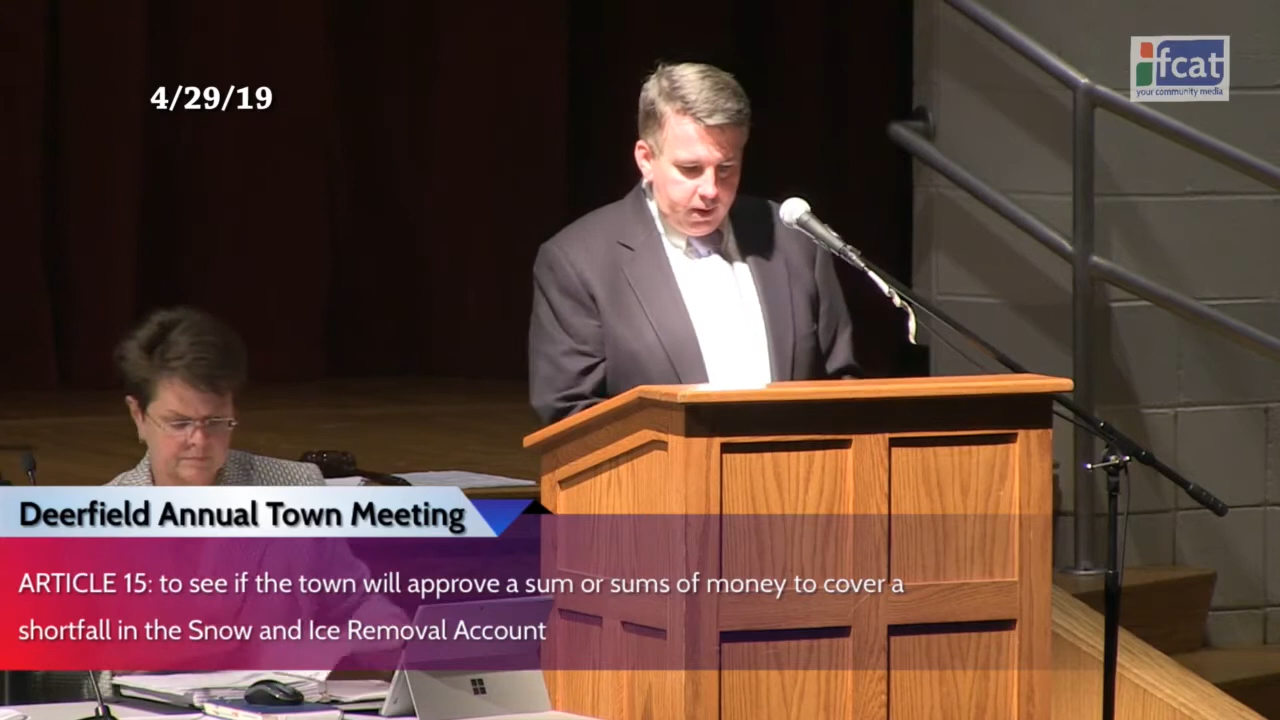 4/29/19
fcat
your community media
Deerfield Annual Town Meeting
ARTICLE 15: to see if the town will approve a sum or sums of money to cover a
shortfall in the Snow and Ice Removal Account